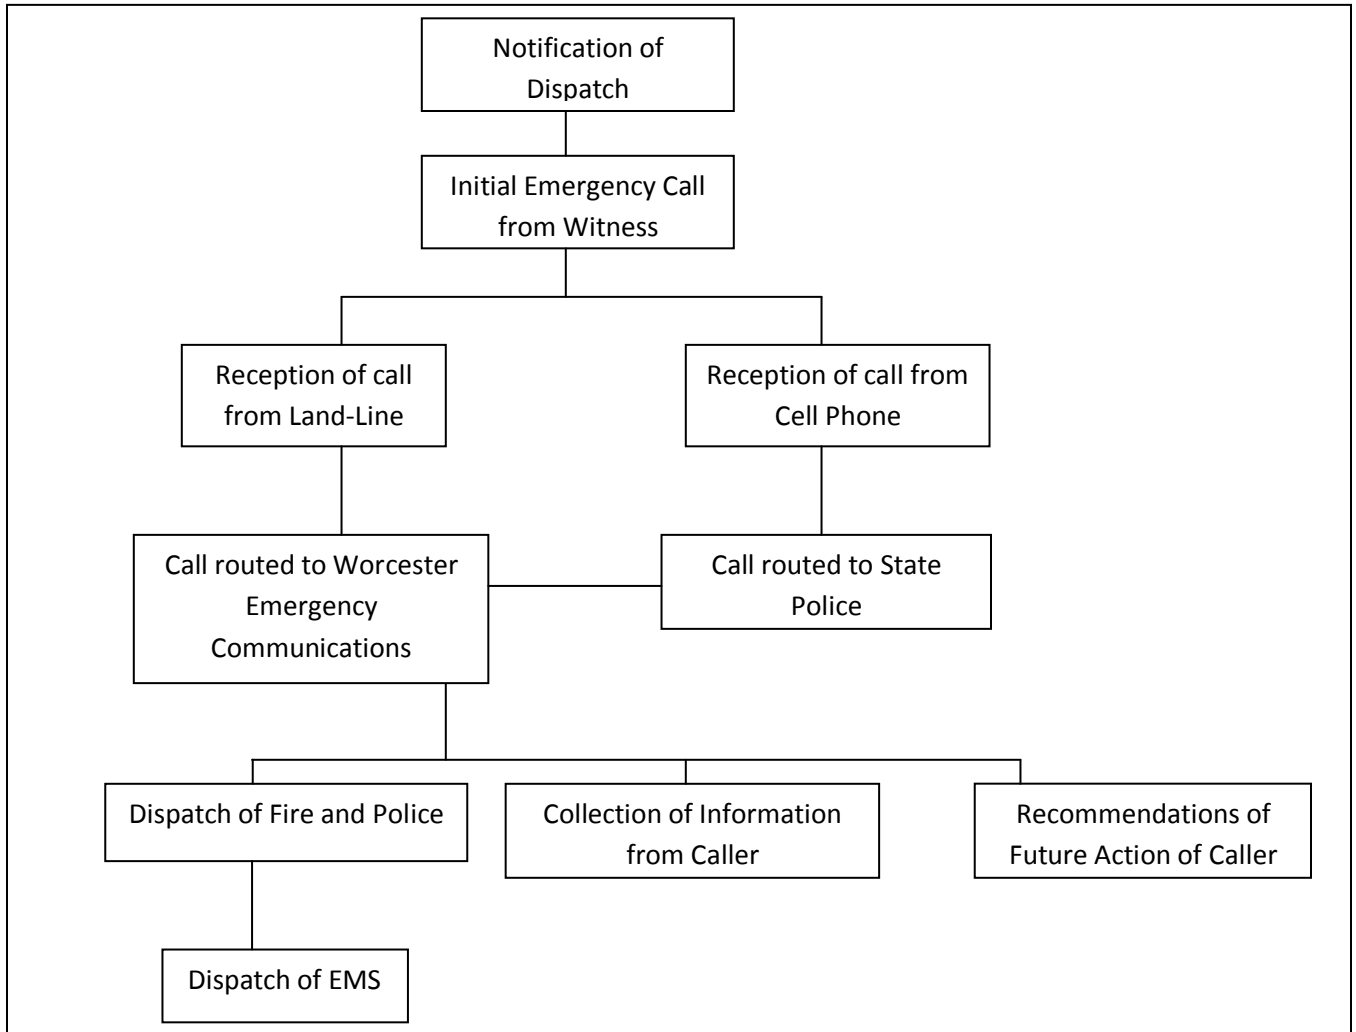 Notification of
Dispatch
Initial Emergency Call
from Witness
Reception of call
from Land-Line
Reception of call from
Cell Phone
Call routed to Worcester
Emergency
Communications
Call routed to State
Police
Dispatch of Fire and Police
Collection of Information
from Caller
Recommendations of
Future Action of Caller
Dispatch of EMS